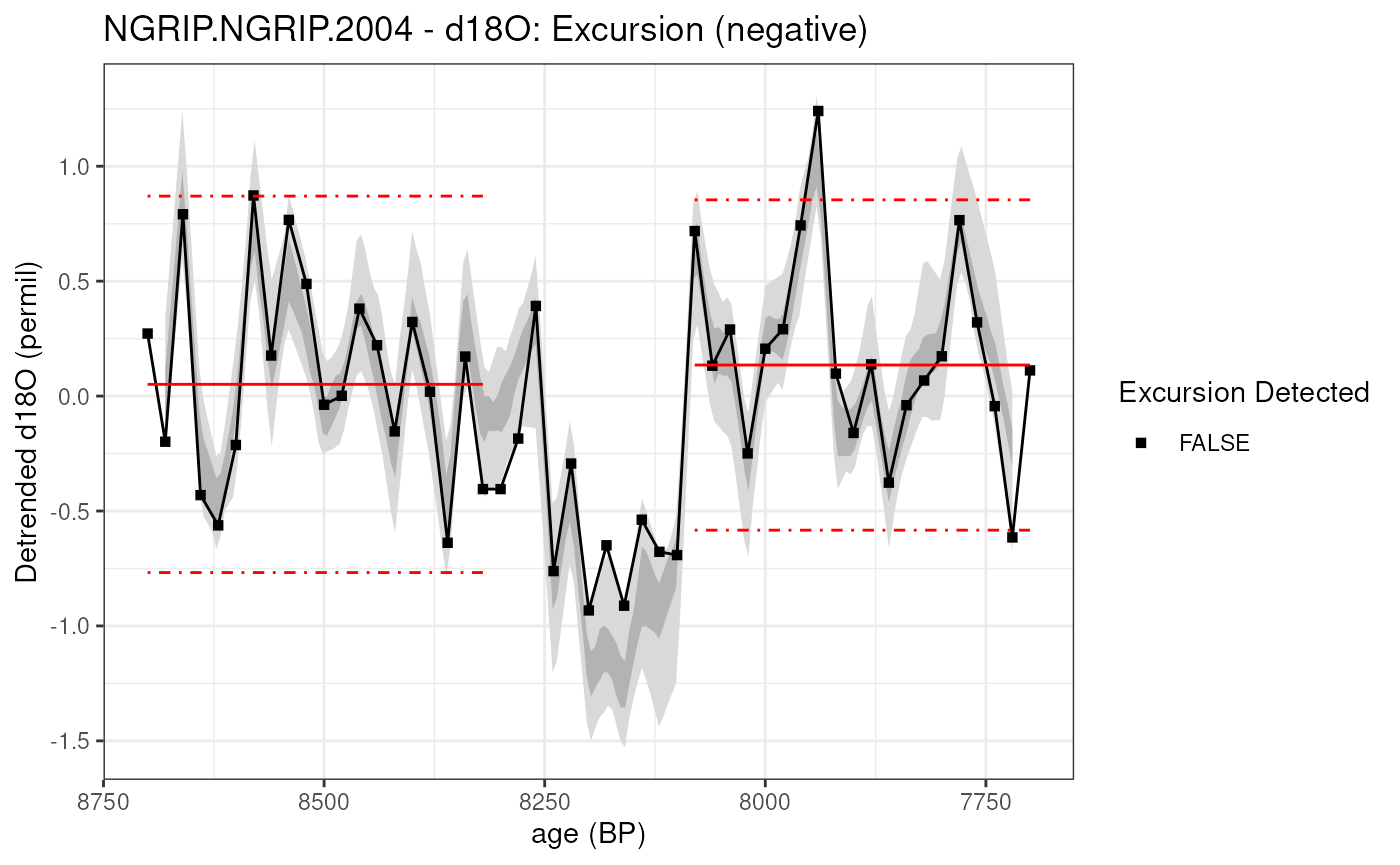 NGRIP.NGRIP.2004 - d18O: Excursion (negative)
Detrended d18O (permil)
1.0
0.5
0.0
-0.5
-1.0
-1.5
8750 8500 8250 8000 7750
age (BP)
Excursion Detected
FALSE